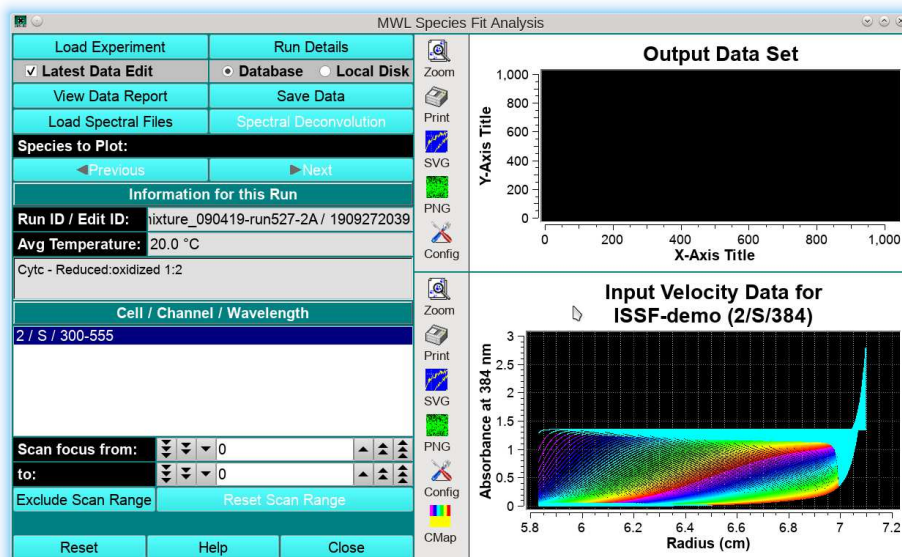 MWL Species Fit Analysis
Load Experiment
Run Details
Latest Data Edit
Database
Local Disk
View Data Report
Save Data
Load Spectral Files
Spectral Deconvolution
Species to Plot:
Previous
Next
Information for this Run
Run ID / Edit ID:
ixture_090419-run527-2A / 1909272039
Avg Temperature:
20.0 °C
Cytc - Reduced:oxidized 1:2
Cell / Channel / Wavelength
2 / S / 300-555
Scan focus from:
0
to:
0
Exclude Scan Range
Reset Scan Range
Reset
Help
Close
Zoom
Print
SVG
PNG
Config
Output Data Set
Y-Axis Title
1,000
800
600
400
200
0
0
200
400
600
800
1,000
X-Axis Title
Zoom
Print
SVG
PNG
Config
CMap
Input Velocity Data for
ISSF-demo (2/S/384)
Absorbance at 384 nm
3
2.5
2
1.5
1
0.5
0
5.8
6
6.2
6.4
6.6
6.8
7
7.2
Radius (cm)